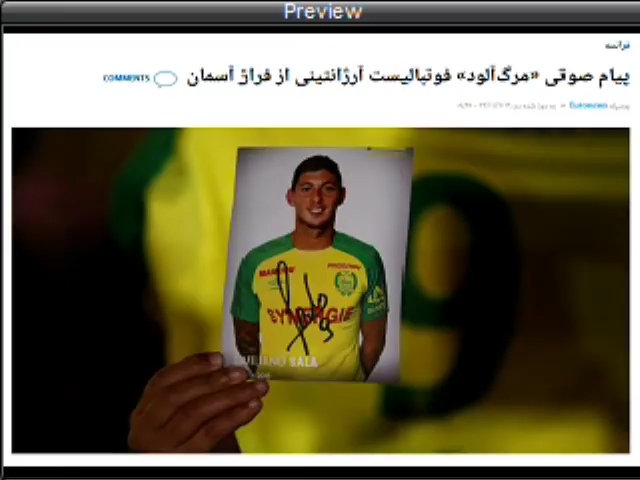 Preview
فرانسه
پیام صوتی «مرگ‌آلود» فوتبالیست آرژانتینی از فراز آسمان
COMMENTS
Euronews
SYNERGIE
SALA